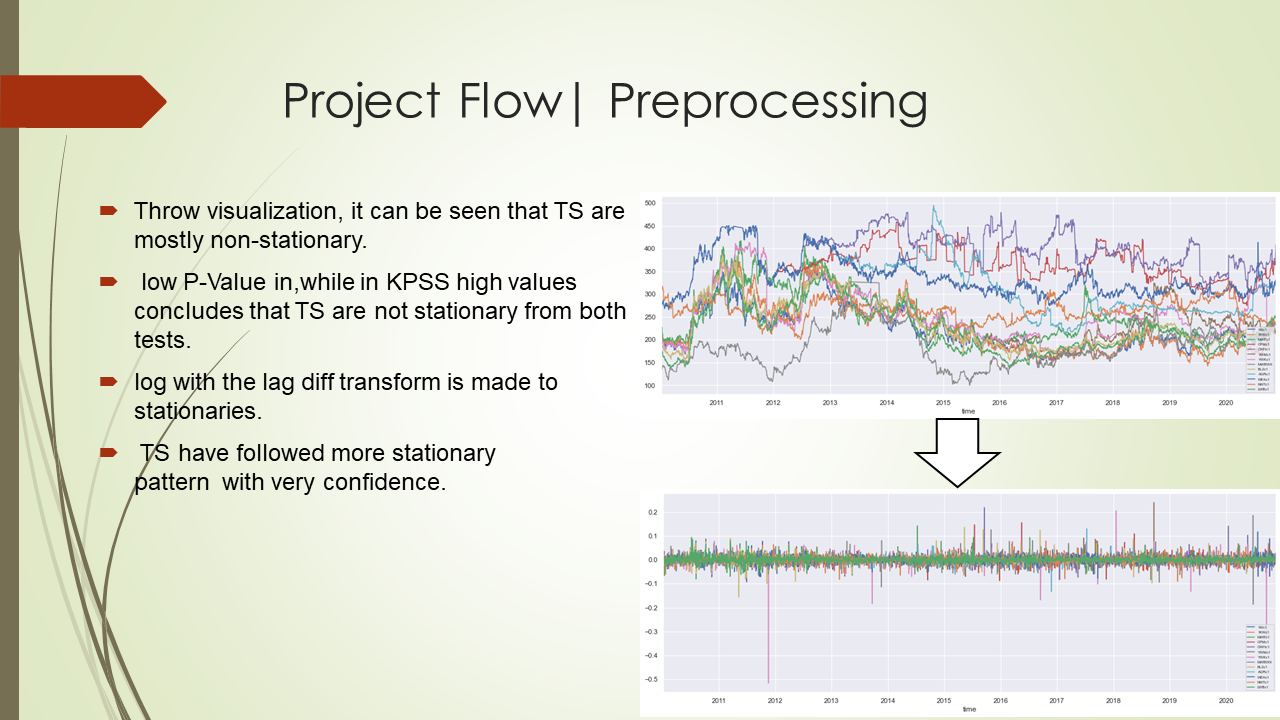 Project Flow| Preprocessing
Throw visualization, it can be seen that TS are
mostly non-stationary.
low P-Value in,while in KPSS high values
concludes that TS are not stationary from both
tests.
log with the lag diff transform is made to
stationaries.
TS have followed more stationary
pattern with very confidence.
500
450
400
350
300
250
200
150
100
2011 2012 2013 2014 2015 2016 2017 2018 2019 2020
time
0.2
0.1
0.0
−0.1
−0.2
−0.3
−0.4
−0.5
2011 2012 2013 2014 2015 2016 2017 2018 2019 2020
time